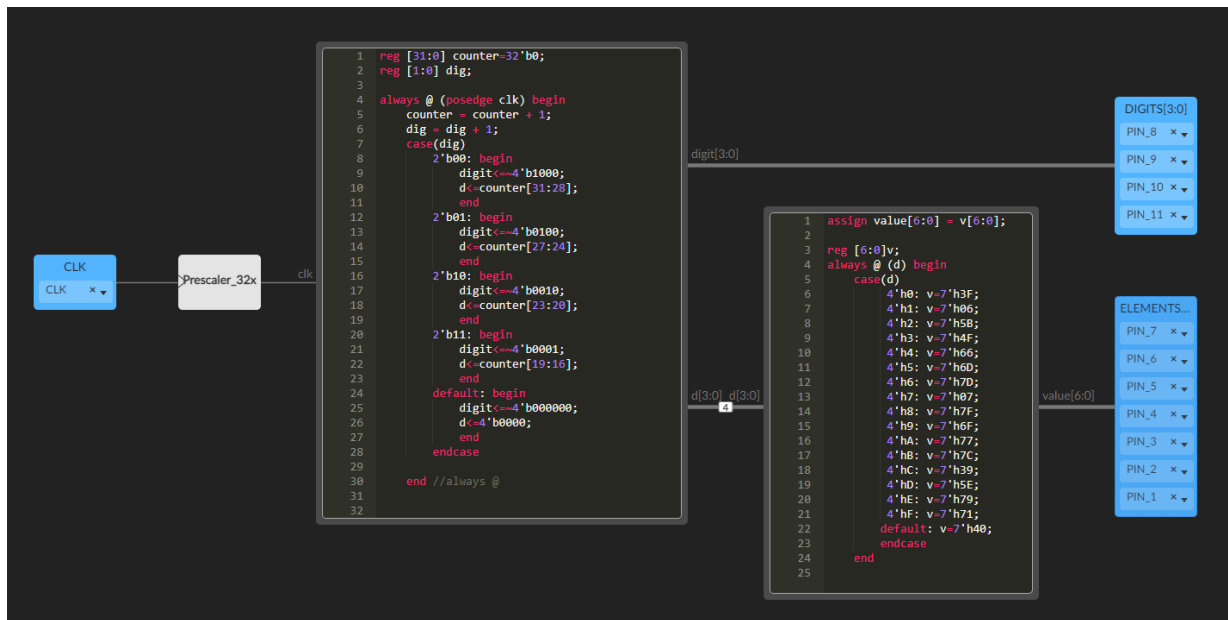 CLK
CLK × ▾
Prescaler_32x
clk
1 reg [31:0] counter=32'b0;
2 reg [1:0] dig;
3
4 always @ (posedge clk) begin
5 counter = counter + 1;
6 dig = dig + 1;
7 case(dig)
8 2'b00: begin
9 digit<=~4'b1000;
10 d<=counter[31:28];
11 end
12 2'b01: begin
13 digit<=~4'b0100;
14 d<=counter[27:24];
15 end
16 2'b10: begin
17 digit<=~4'b0010;
18 d<=counter[23:20];
19 end
20 2'b11: begin
21 digit<=~4'b0001;
22 d<=counter[19:16];
23 end
24 default: begin
25 digit<=~4'b000000;
26 d<=4'b0000;
27 end
28 endcase
29
30 end //always @
31
32
digit[3:0]
d[3:0] d[3:0]
4
1 assign value[6:0] = v[6:0];
2
3 reg [6:0]v;
4 always @ (d) begin
5 case(d)
6 4'h0: v=7'h3F;
7 4'h1: v=7'h06;
8 4'h2: v=7'h5B;
9 4'h3: v=7'h4F;
10 4'h4: v=7'h66;
11 4'h5: v=7'h6D;
12 4'h6: v=7'h7D;
13 4'h7: v=7'h07;
14 4'h8: v=7'h7F;
15 4'h9: v=7'h6F;
16 4'hA: v=7'h77;
17 4'hB: v=7'h7C;
18 4'hC: v=7'h39;
19 4'hD: v=7'h5E;
20 4'hE: v=7'h79;
21 4'hF: v=7'h71;
22 default: v=7'h40;
23 endcase
24 end
25
value[6:0]
DIGITS[3:0]
PIN_8 × ▾
PIN_9 × ▾
PIN_10 × ▾
PIN_11 × ▾
ELEMENTS...
PIN_7 × ▾
PIN_6 × ▾
PIN_5 × ▾
PIN_4 × ▾
PIN_3 × ▾
PIN_2 × ▾
PIN_1 × ▾